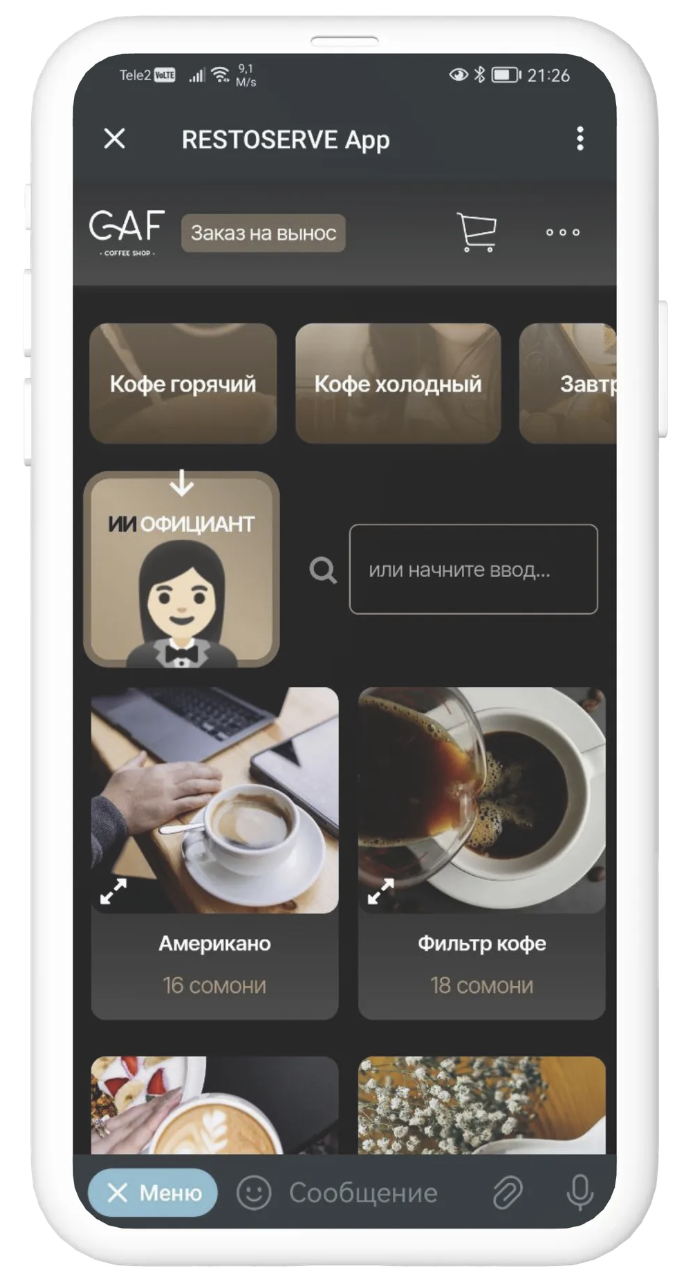 Tele2 VoLTE 9,1 M/s 21:26
RESTOSERVE App
CAF
· COFFEE SHOP ·
Заказ на вынос
Кофе горячий
Кофе холодный
Завтр
ИИ ОФИЦИАНТ
или начните ввод...
Американо
16 сомони
Фильтр кофе
18 сомони
Меню
Сообщение